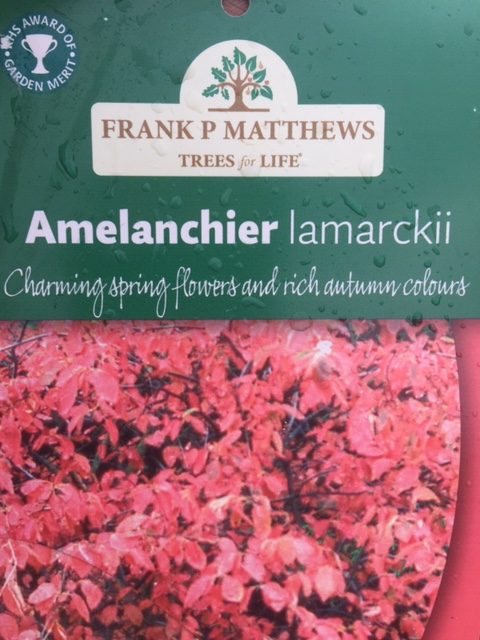 RHS AWARD OF
GARDEN MERIT
FRANK P MATTHEWS
TREES for LIFE®
Amelanchier lamarckii
Charming spring flowers and rich autumn colours